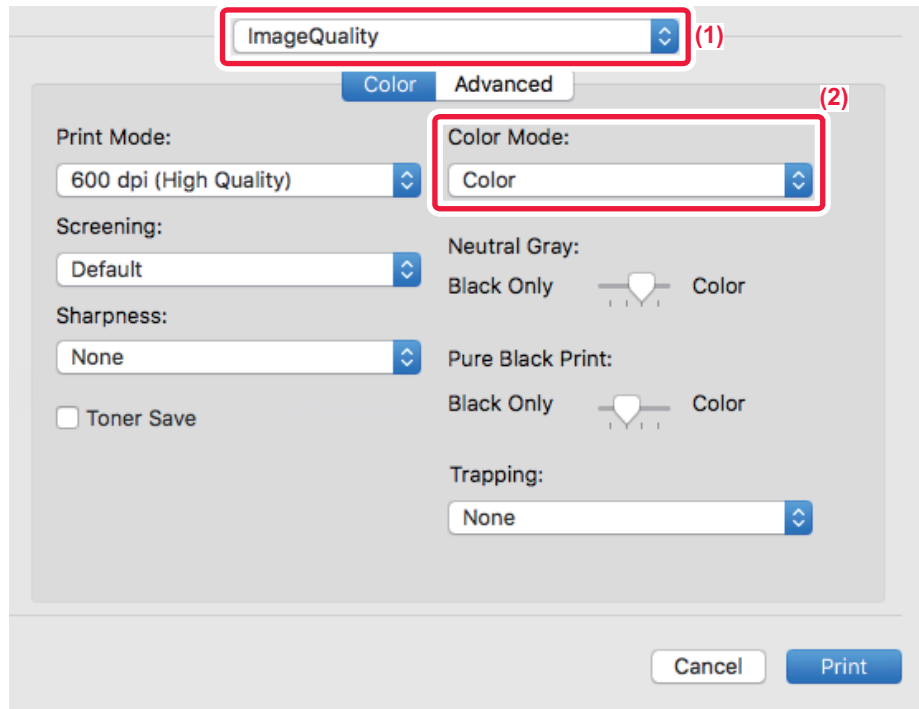 ImageQuality
(1)
Color
Advanced
(2)
Print Mode:
600 dpi (High Quality)
Screening:
Default
Sharpness:
None
Toner Save
Color Mode:
Color
Neutral Gray:
Black Only Color
Pure Black Print:
Black Only Color
Trapping:
None
Cancel
Print